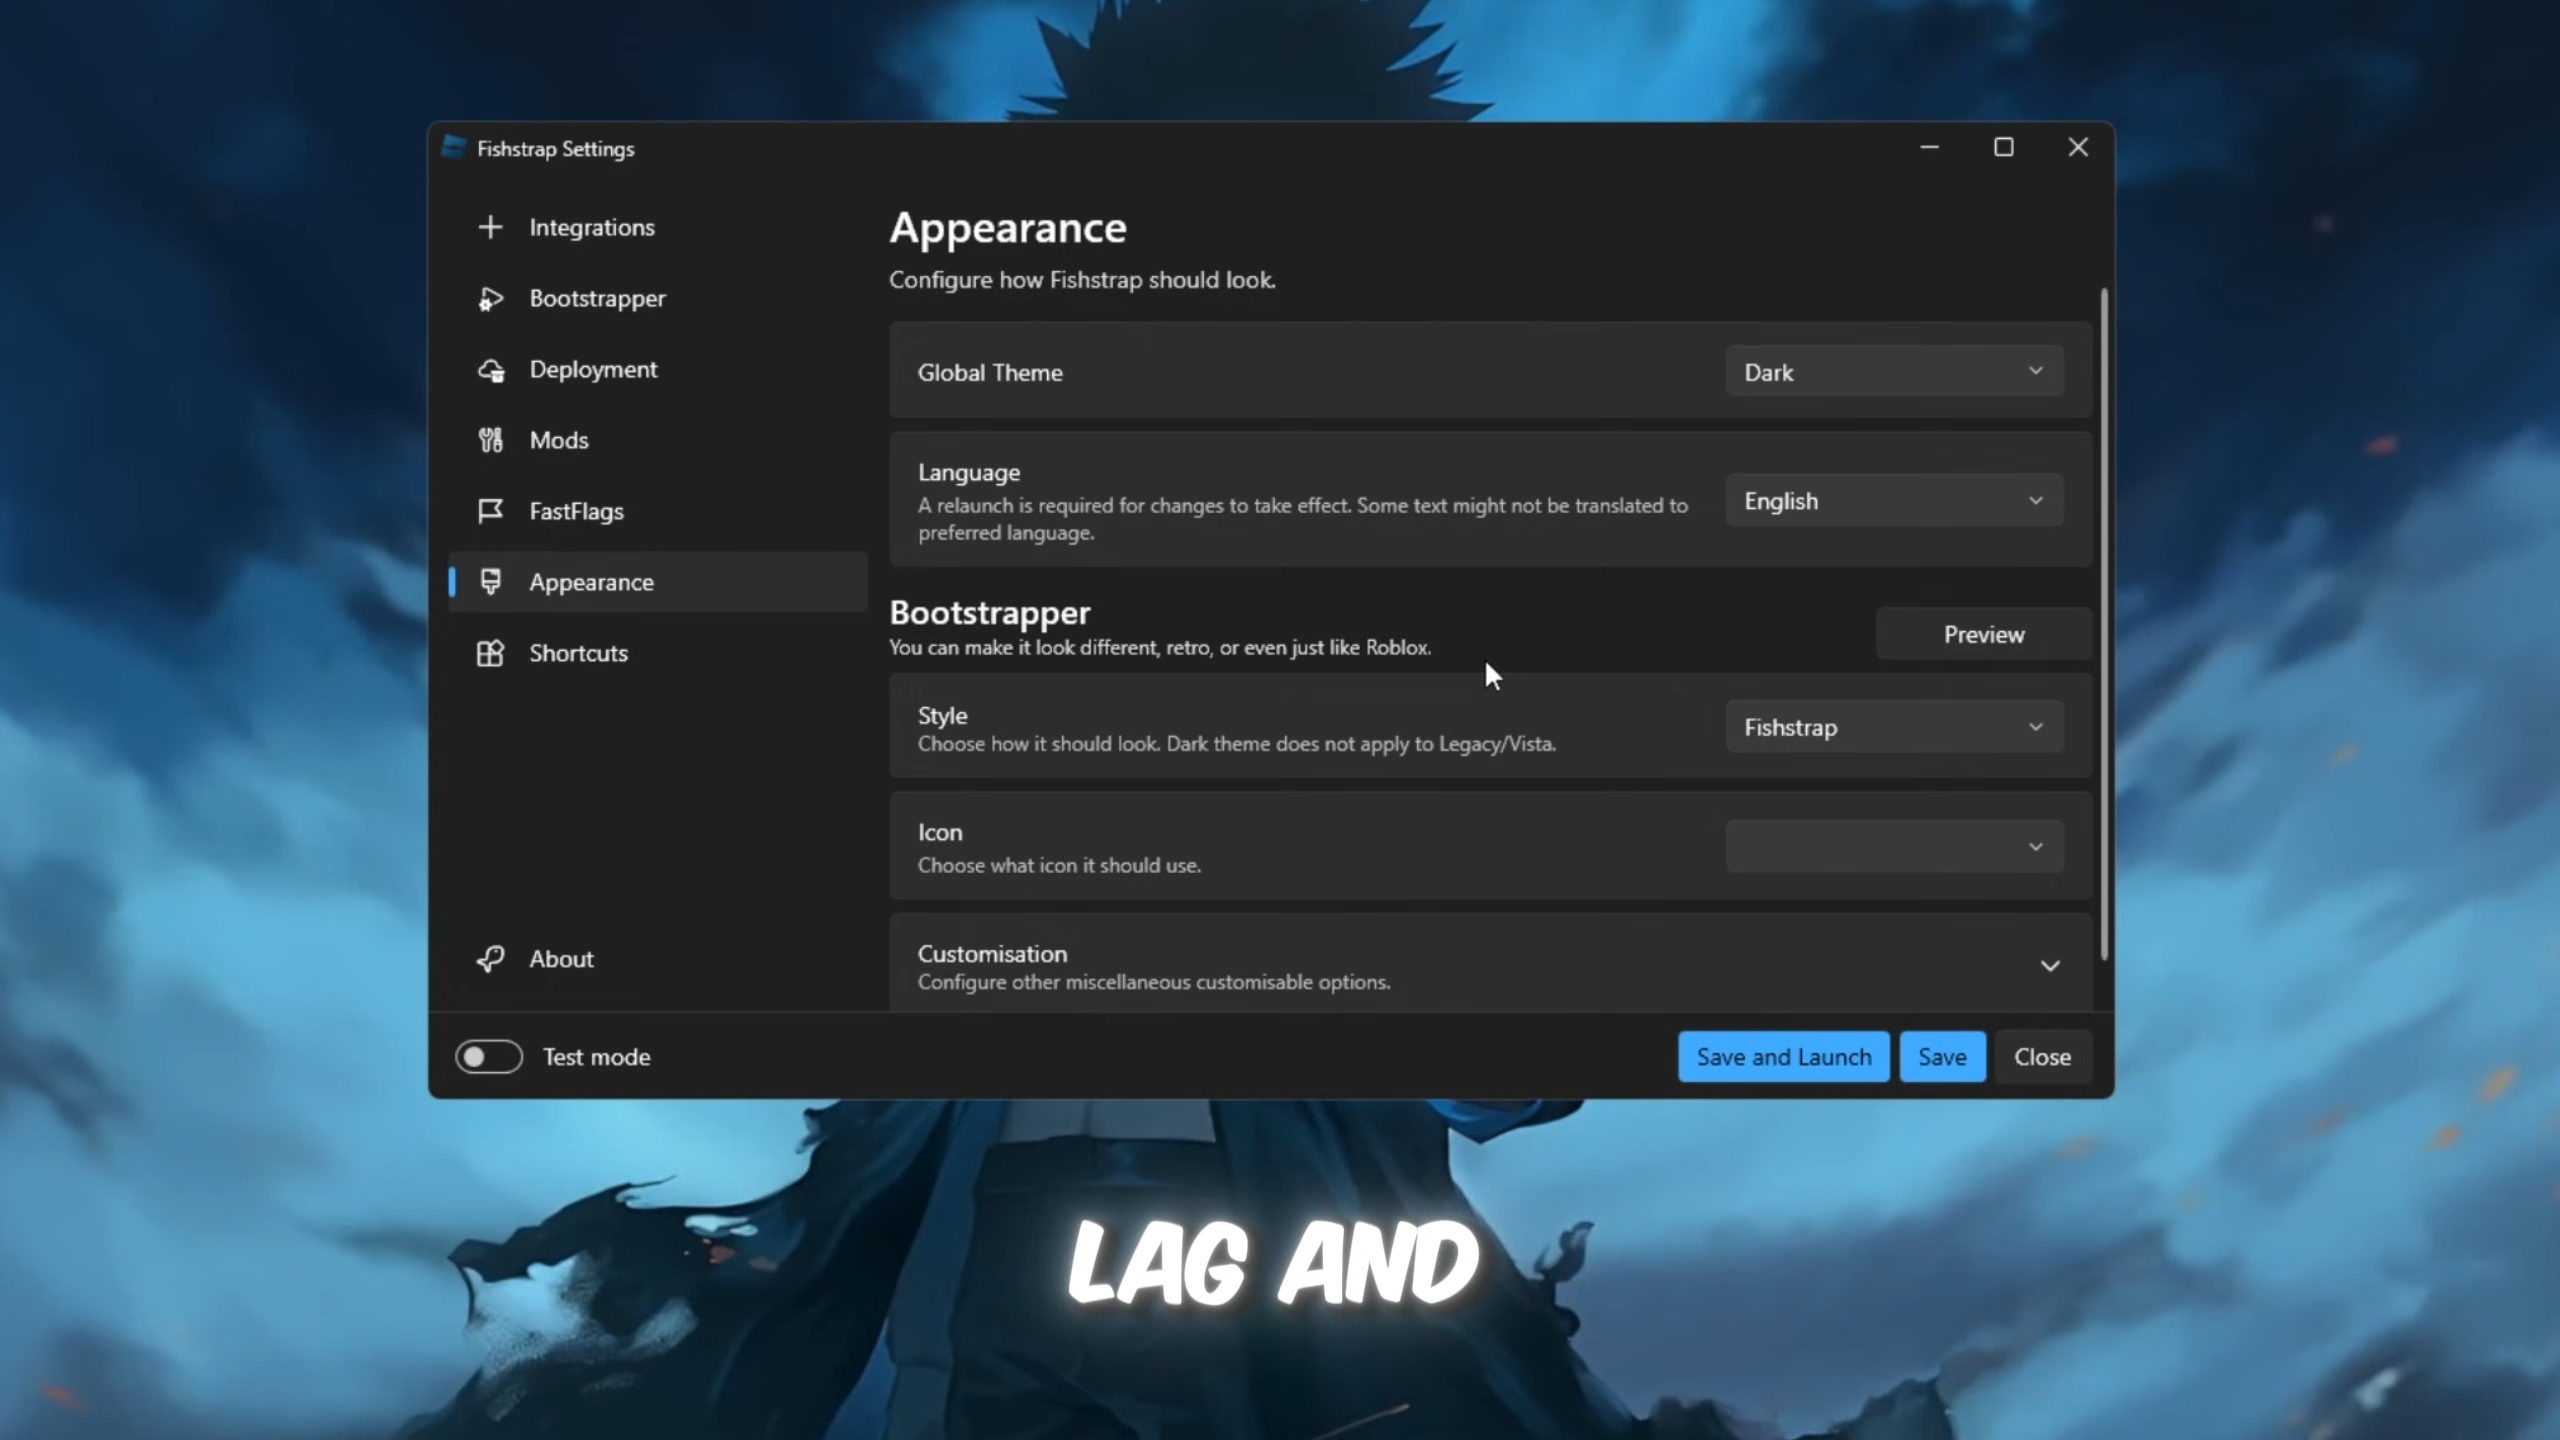 Fishstrap Settings
Integrations
Bootstrapper
Deployment
Mods
FastFlags
Appearance
Shortcuts
About
Appearance
Configure how Fishstrap should look.
Global Theme
Dark
Language
A relaunch is required for changes to take effect. Some text might not be translated to
preferred language.
English
Bootstrapper
You can make it look different, retro, or even just like Roblox.
Preview
Style
Choose how it should look. Dark theme does not apply to Legacy/Vista.
Fishstrap
Icon
Choose what icon it should use.
Customisation
Configure other miscellaneous customisable options.
Test mode
Save and Launch
Save
Close
LAG AND